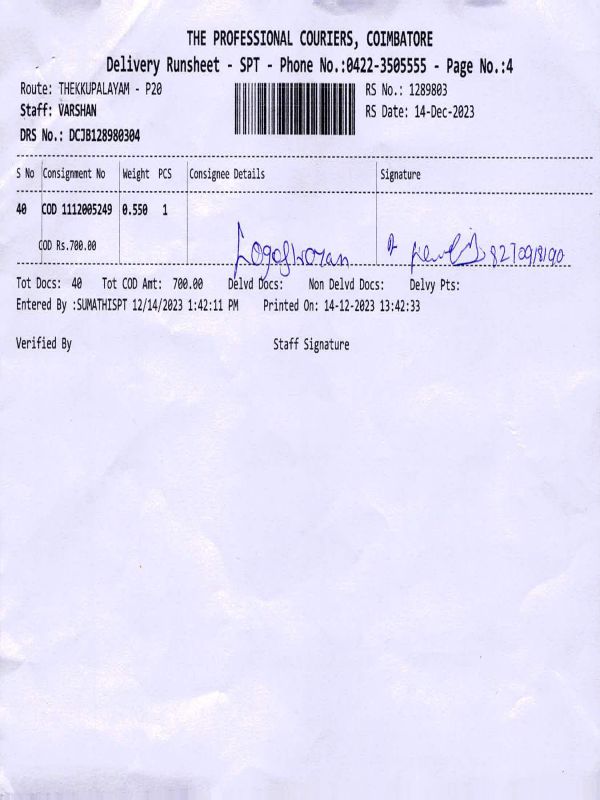 THE PROFESSIONAL COURIERS, COIMBATORE
Delivery Runsheet - SPT - Phone No.:0422-3505555 - Page No.:4
Route: THEKKUPALAYAM - P20 RS No.: 1289803
Staff: VARSHAN RS Date: 14-Dec-2023
DRS No.: DCJB128980304
S No Consignment No Weight PCS Consignee Details Signature
40 COD 1112005249 0.550 1
COD Rs.700.00 Logeshwaran
Tot Docs: 40 Tot COD Amt: 700.00 Delvd Docs: Non Delvd Docs: Delvy Pts:
Entered By :SUMATHISPT 12/14/2023 1:42:11 PM Printed On: 14-12-2023 13:42:33
Verified By Staff Signature